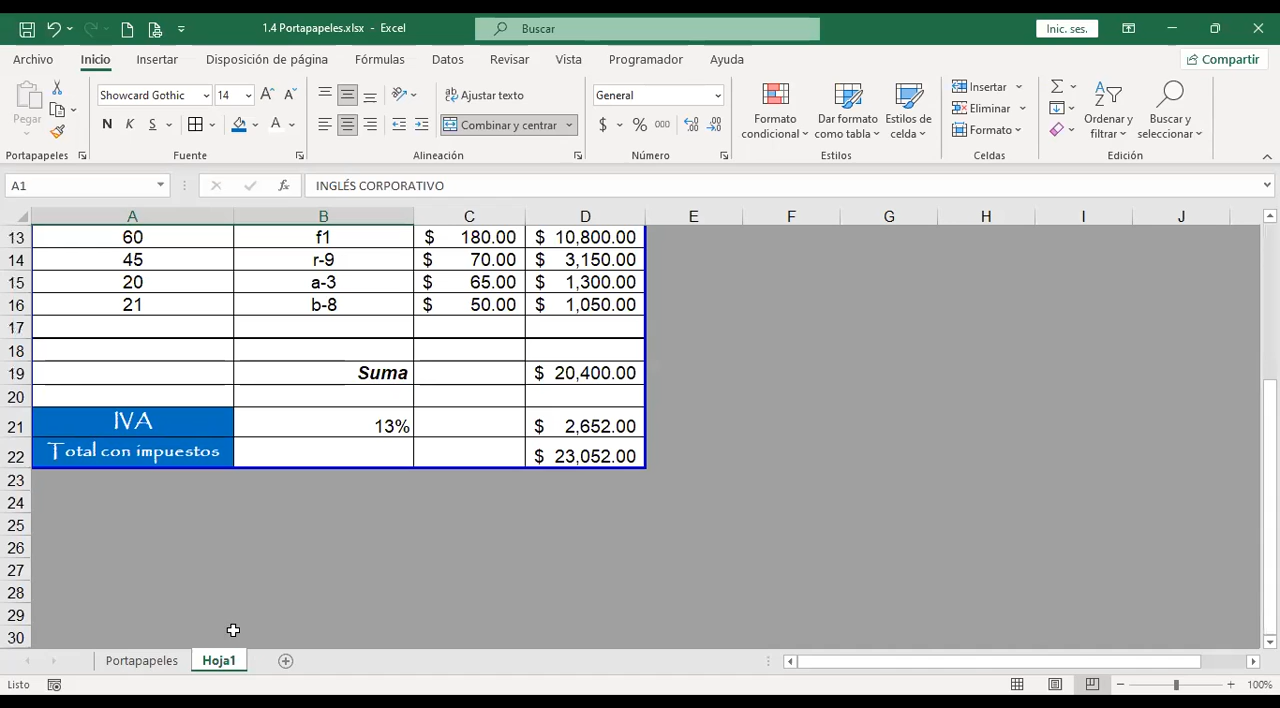 1.4 Portapapeles.xlsx - Excel
Buscar
Inic. ses.
Archivo Inicio Insertar Disposición de página Fórmulas Datos Revisar Vista Programador Ayuda
Compartir
Pegar
Portapapeles
Showcard Gothic 14 A A
N K S A
Fuente
ab Ajustar texto
Combinar y centrar
Alineación
General
$ % 000
Número
Formato condicional
Dar formato como tabla
Estilos de celda
Estilos
Insertar
Eliminar
Formato
Celdas
Ordenar y filtrar
Buscar y seleccionar
Edición
A1 fx INGLÉS CORPORATIVO
A B C D E F G H I J
13 60 f1 $ 180.00 $ 10,800.00
14 45 r-9 $ 70.00 $ 3,150.00
15 20 a-3 $ 65.00 $ 1,300.00
16 21 b-8 $ 50.00 $ 1,050.00
17
18
19 Suma $ 20,400.00
20
21 IVA 13% $ 2,652.00
22 Total con impuestos $ 23,052.00
23
24
25
26
27
28
29
30
Portapapeles Hoja1
Listo 100%